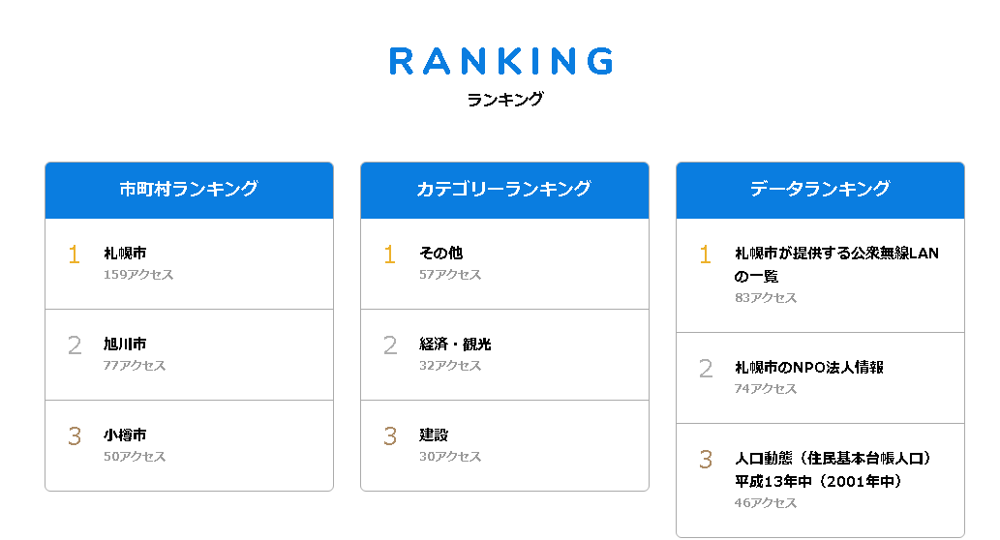 RANKING
ランキング
市町村ランキング
1
札幌市
159アクセス
2
旭川市
77アクセス
3
小樽市
50アクセス
カテゴリーランキング
1
その他
57アクセス
2
経済・観光
32アクセス
3
建設
30アクセス
データランキング
1
札幌市が提供する公衆無線LAN
の一覧
83アクセス
2
札幌市のNPO法人情報
74アクセス
3
人口動態（住民基本台帳人口）
平成13年中（2001年中）
46アクセス